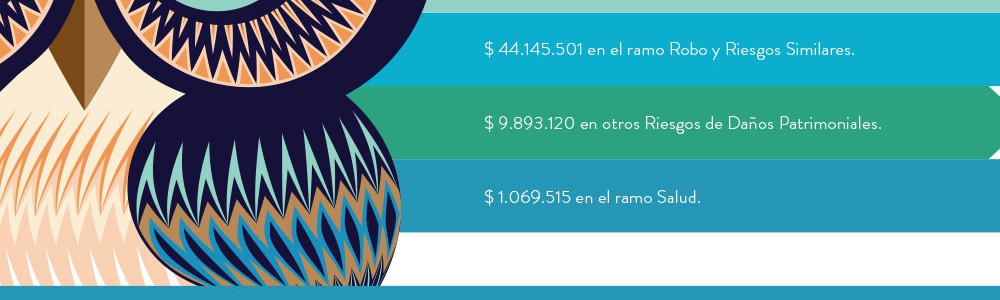 $ 44.145.501 en el ramo Robo y Riesgos Similares.
$ 9.893.120 en otros Riesgos de Daños Patrimoniales.
$ 1.069.515 en el ramo Salud.